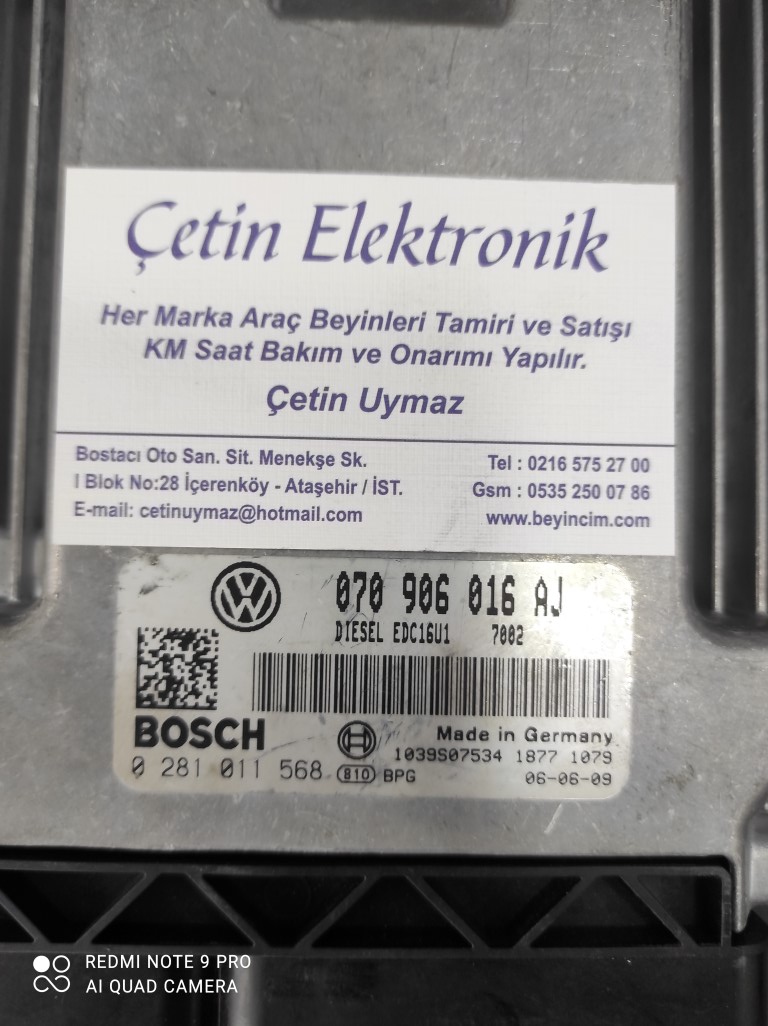 Çetin Elektronik
Her Marka Araç Beyinleri Tamiri ve Satışı
KM Saat Bakım ve Onarımı Yapılır.
Çetin Uymaz
Bostacı Oto San. Sit. Menekşe Sk.
I Blok No:28 İçerenköy - Ataşehir / İST.
E-mail: cetinuymaz@hotmail.com
Tel : 0216 575 27 00
Gsm : 0535 250 07 86
www.beyincim.com
070 906 016 AJ
DIESEL EDC16U1 7002
BOSCH
Made in Germany
1039S07534 1877 1079
0 281 011 568 810 BPG
06-06-09
REDMI NOTE 9 PRO
AI QUAD CAMERA